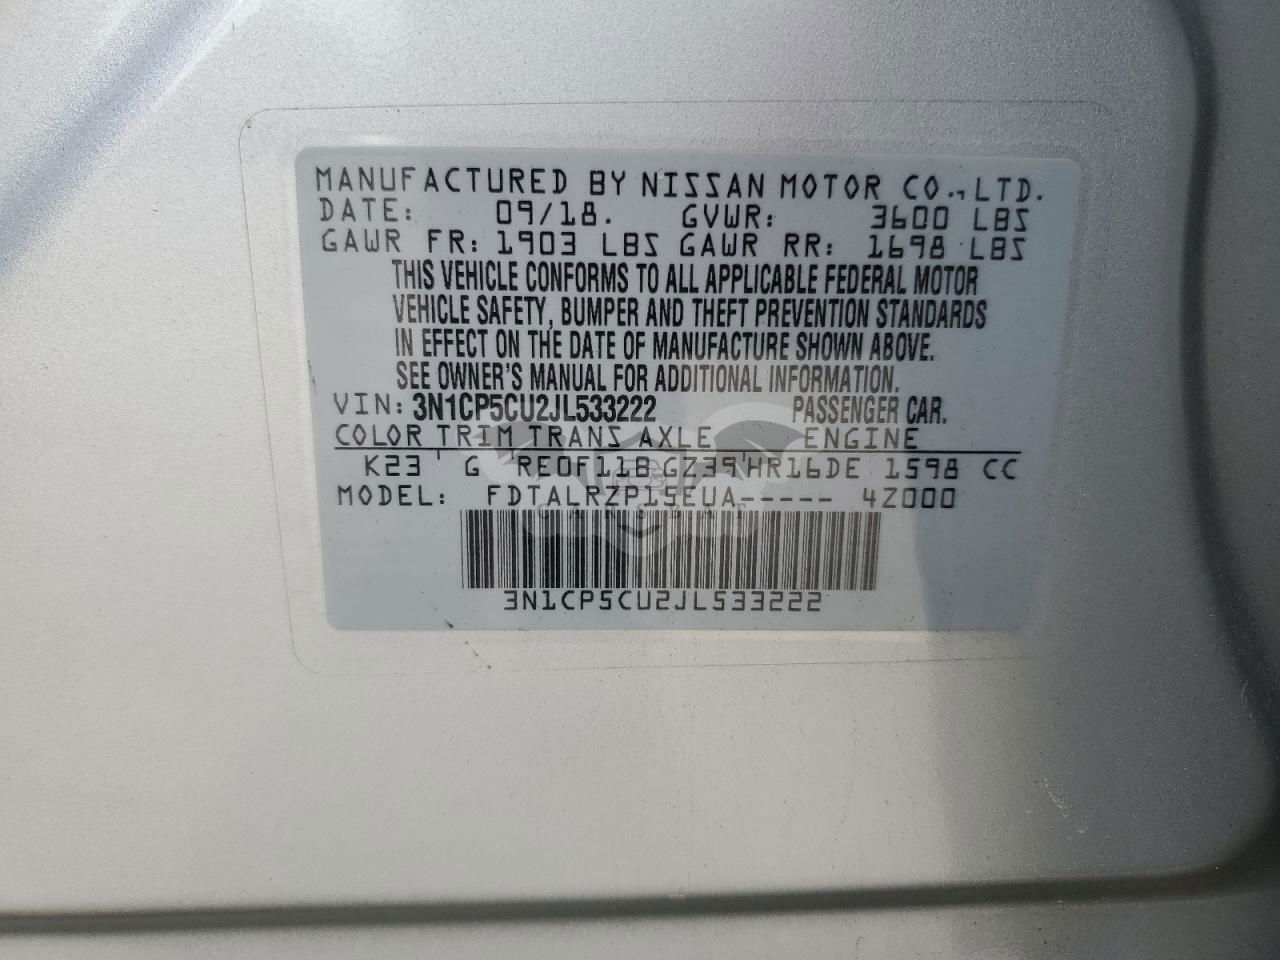 MANUFACTURED BY NISSAN MOTOR CO., LTD.
DATE: 09/18. GVWR: 3600 LBS
GAWR FR: 1903 LBS GAWR RR: 1698 LBS
THIS VEHICLE CONFORMS TO ALL APPLICABLE FEDERAL MOTOR
VEHICLE SAFETY, BUMPER AND THEFT PREVENTION STANDARDS
IN EFFECT ON THE DATE OF MANUFACTURE SHOWN ABOVE.
SEE OWNER'S MANUAL FOR ADDITIONAL INFORMATION.
VIN: 3N1CP5CU2JL533222 PASSENGER CAR.
COLOR TRIM TRANS AXLE ENGINE
K23 G RE0F11B GZ39 HR16DE 1598 CC
MODEL: FDTALRZP15EUA----- 4Z000
3N1CP5CU2JL533222